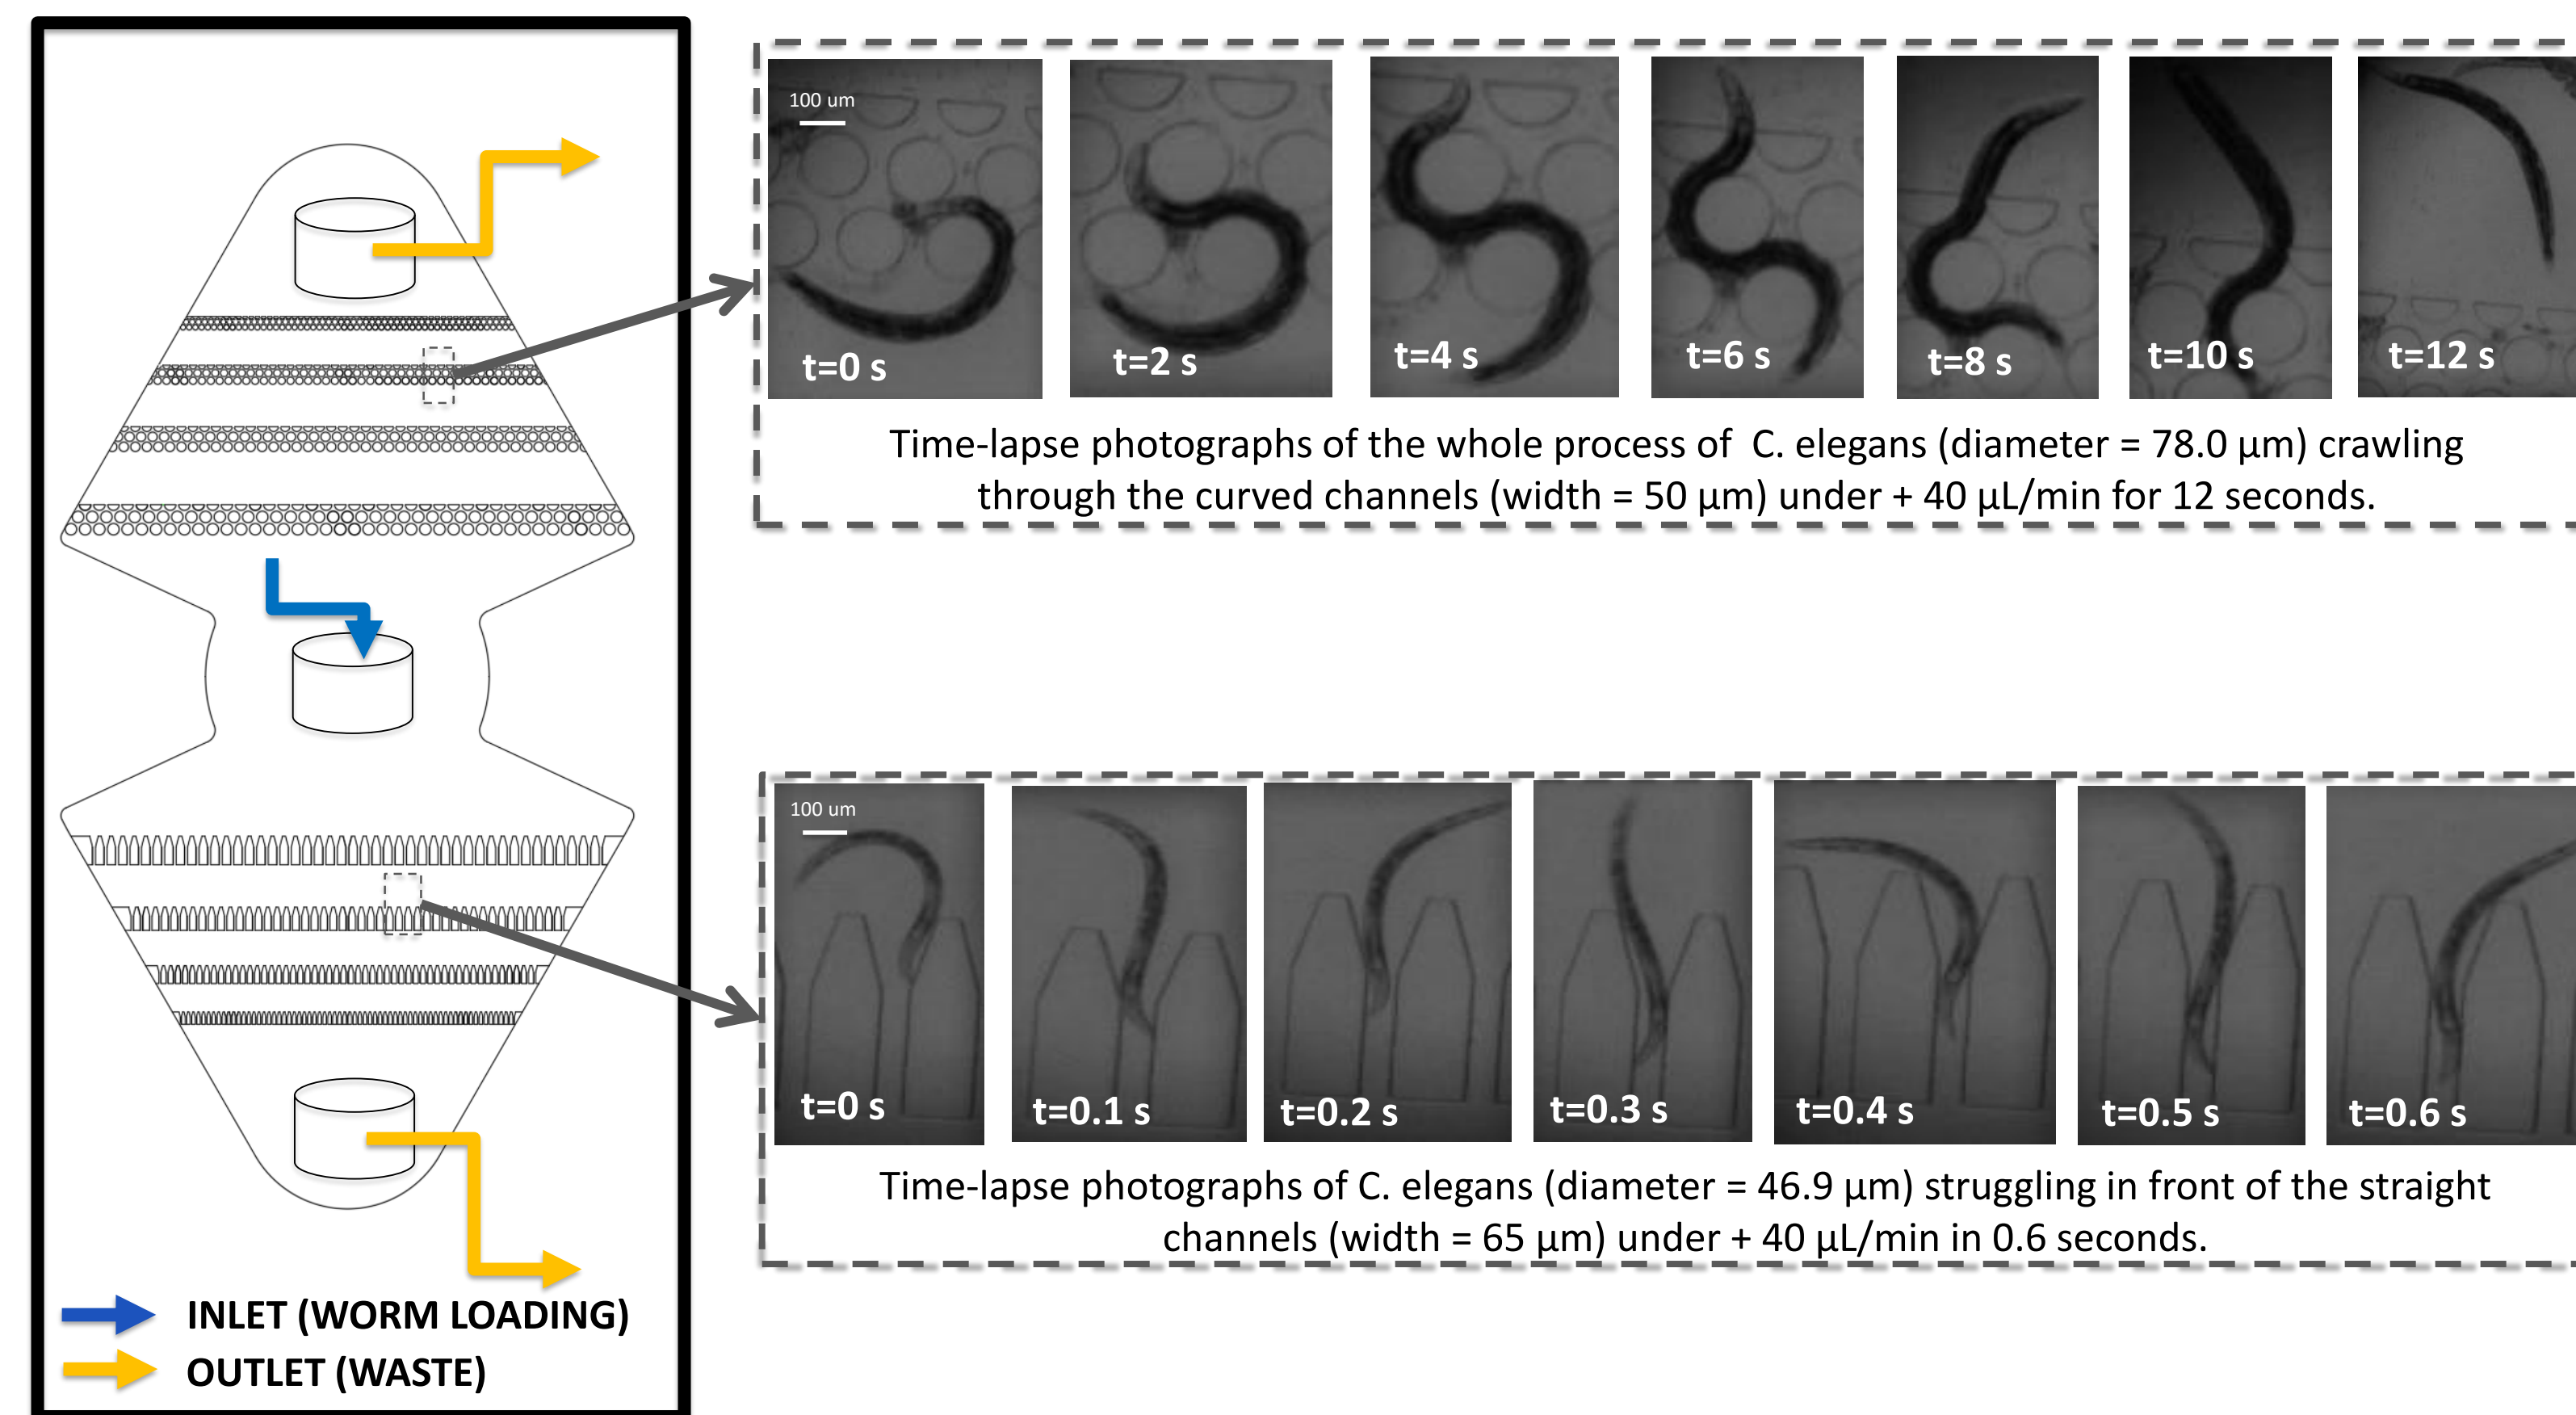 100 um
t=0 s
t=2 s
t=4 s
t=6 s
t=8 s
t=10 s
t=12 s
Time-lapse photographs of the whole process of C. elegans (diameter = 78.0 µm) crawling
through the curved channels (width = 50 µm) under + 40 µL/min for 12 seconds.
100 um
t=0 s
t=0.1 s
t=0.2 s
t=0.3 s
t=0.4 s
t=0.5 s
t=0.6 s
Time-lapse photographs of C. elegans (diameter = 46.9 µm) struggling in front of the straight
channels (width = 65 µm) under + 40 µL/min in 0.6 seconds.
INLET (WORM LOADING)
OUTLET (WASTE)